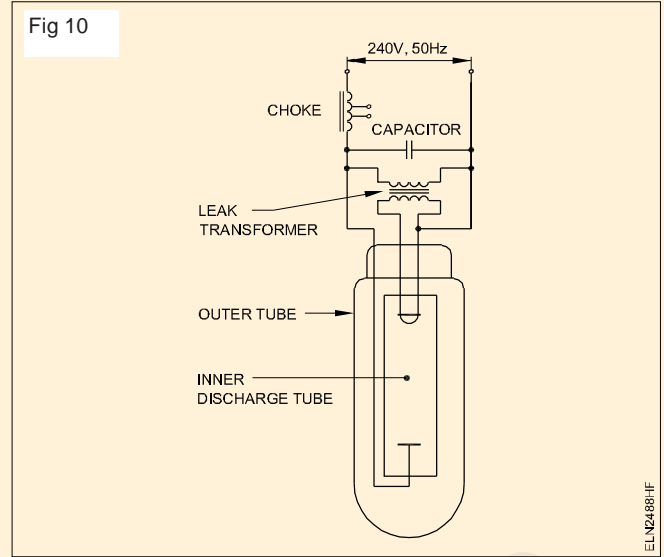 Fig 10
240V, 50Hz
CHOKE
CAPACITOR
LEAK
TRANSFORMER
OUTER TUBE
INNER
DISCHARGE TUBE
ELN2488HF